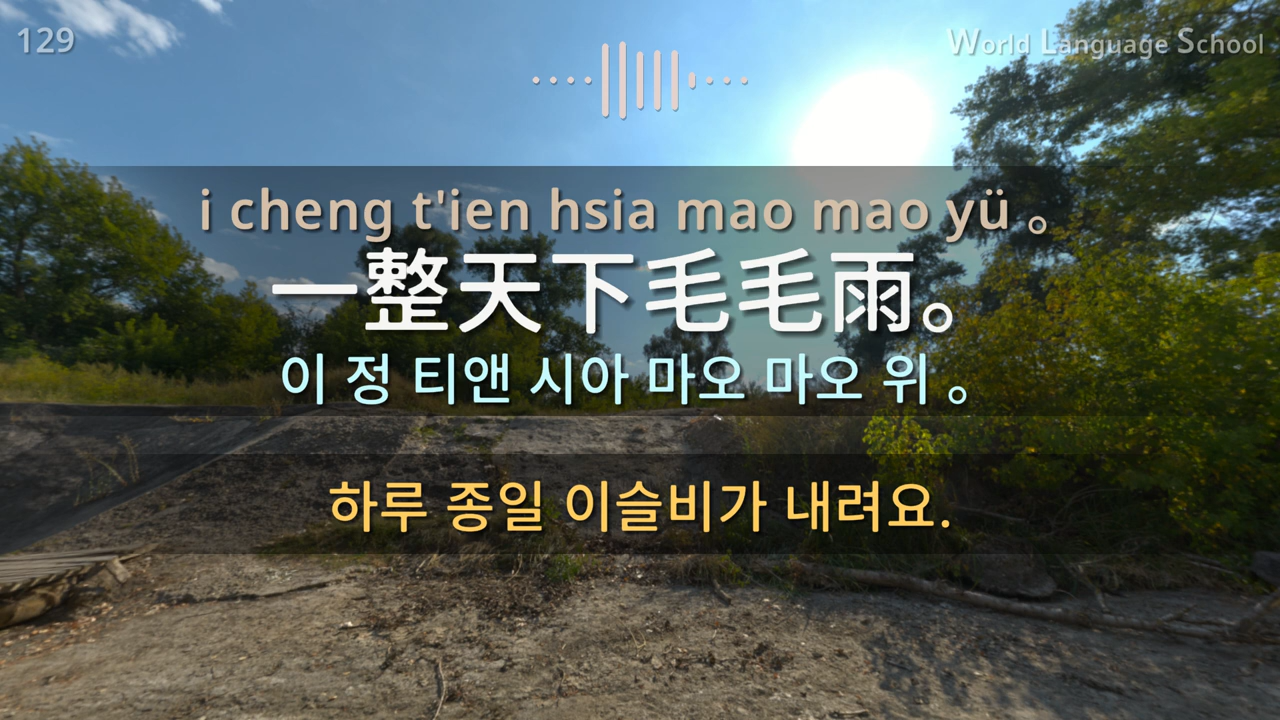 129
World Language School
i cheng t'ien hsia mao mao yü 。
一整天下毛毛雨。
이 정 티앤 시아 마오 마오 위 。
하루 종일 이슬비가 내려요.